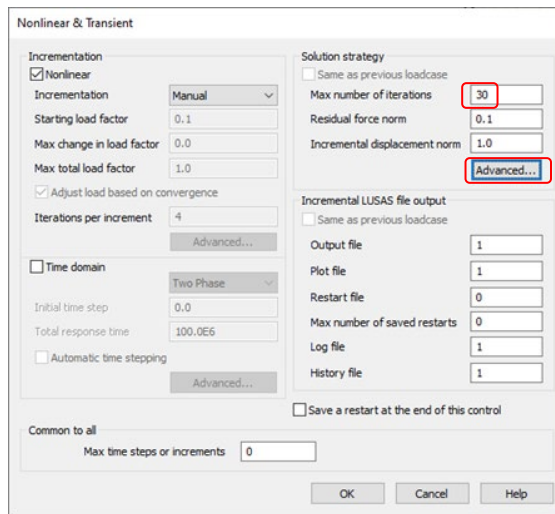 Nonlinear & Transient
Incrementation
Nonlinear
Incrementation Manual
Starting load factor 0.1
Max change in load factor 0.0
Max total load factor 1.0
Adjust load based on convergence
Iterations per increment 4
Advanced...
Time domain
Two Phase
Initial time step 0.0
Total response time 100.0E6
Automatic time stepping
Advanced...
Common to all
Max time steps or increments 0
Solution strategy
Same as previous loadcase
Max number of iterations 30
Residual force norm 0.1
Incremental displacement norm 1.0
Advanced...
Incremental LUSAS file output
Same as previous loadcase
Output file 1
Plot file 1
Restart file 0
Max number of saved restarts 0
Log file 1
History file 1
Save a restart at the end of this control
OK Cancel Help